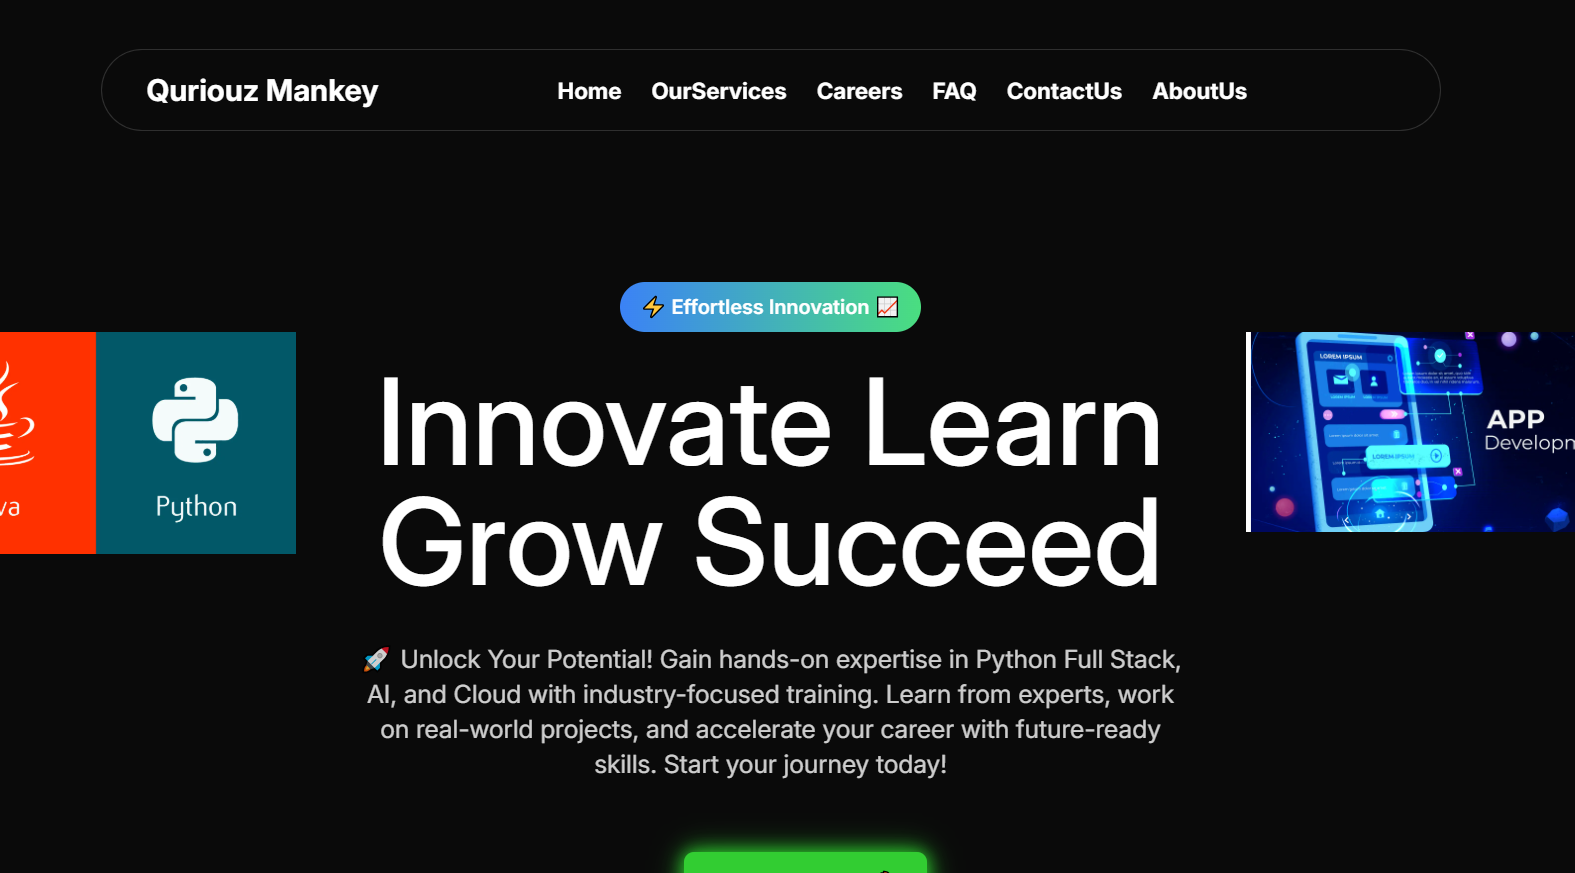 Quriouz Mankey
Home OurServices Careers FAQ ContactUs AboutUs
⚡ Effortless Innovation 📈
Innovate Learn
Grow Succeed
va
Python
LOREM IPSUM
APP
Developm
🚀 Unlock Your Potential! Gain hands-on expertise in Python Full Stack,
AI, and Cloud with industry-focused training. Learn from experts, work
on real-world projects, and accelerate your career with future-ready
skills. Start your journey today!